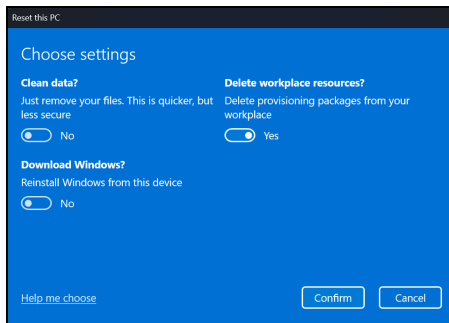 Reset this PC
Choose settings
Clean data?
Just remove your files. This is quicker, but
less secure
No
Delete workplace resources?
Delete provisioning packages from your
workplace
Yes
Download Windows?
Reinstall Windows from this device
No
Help me choose
Confirm
Cancel